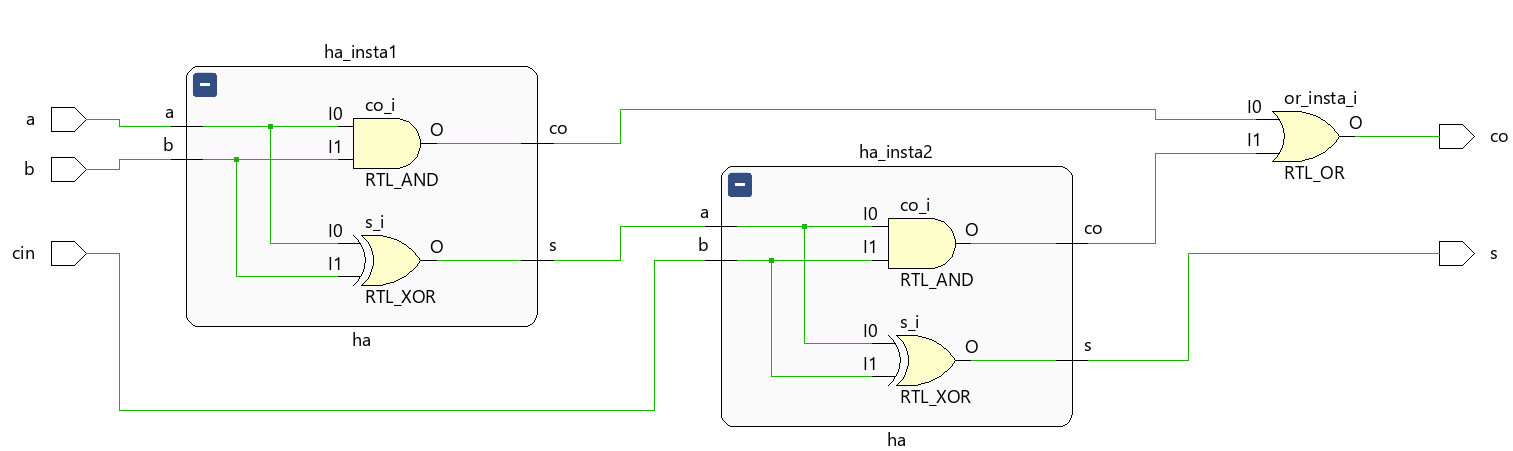 ha_insta1
a
a
co_i
I0
O
co
b
b
I1
RTL_AND
s_i
I0
O
s
I1
RTL_XOR
ha
cin
ha_insta2
a
co_i
I0
O
co
b
I1
RTL_AND
s_i
I0
O
s
I1
RTL_XOR
ha
or_insta_i
I0
O
co
I1
RTL_OR
s